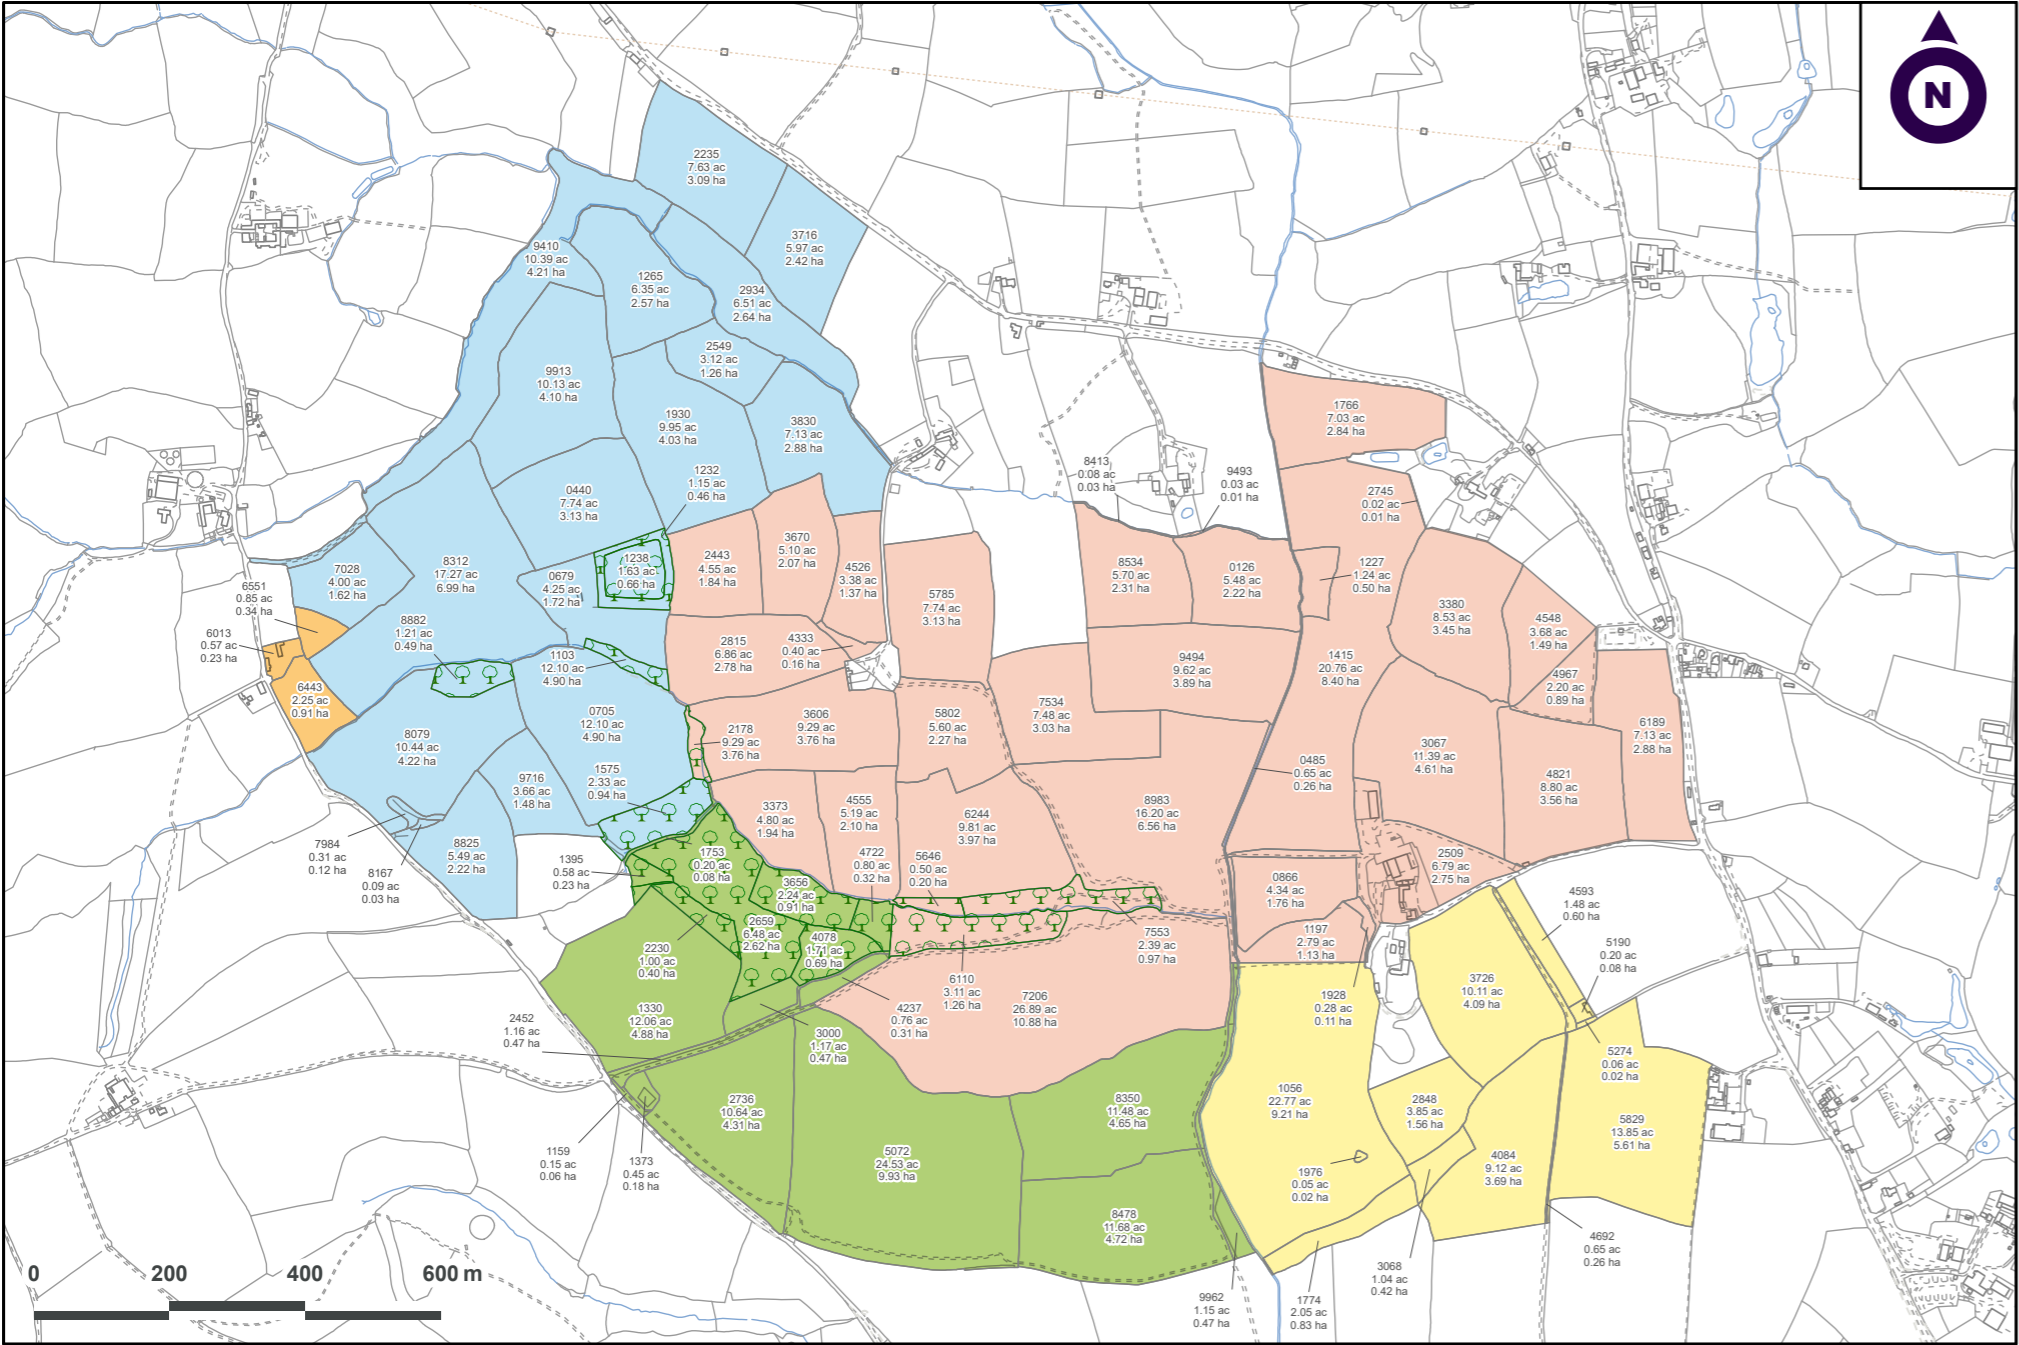 N
2235
7.63 ac
3.09 ha
3716
5.97 ac
2.42 ha
9410
10.39 ac
4.21 ha
1265
6.35 ac
2.57 ha
2934
6.51 ac
2.64 ha
2549
3.12 ac
1.26 ha
9913
10.13 ac
4.10 ha
1930
9.95 ac
4.03 ha
3830
7.13 ac
2.88 ha
1766
7.03 ac
2.84 ha
8413
0.08 ac
0.03 ha
9493
0.03 ac
0.01 ha
1232
1.15 ac
0.46 ha
0440
7.74 ac
3.13 ha
2745
0.02 ac
0.01 ha
3670
5.10 ac
2.07 ha
2443
4.55 ac
1.84 ha
4526
3.38 ac
1.37 ha
1238
1.63 ac
0.66 ha
8312
17.27 ac
6.99 ha
7028
4.00 ac
1.62 ha
0679
4.25 ac
1.72 ha
8534
5.70 ac
2.31 ha
0126
5.48 ac
2.22 ha
1227
1.24 ac
0.50 ha
5785
7.74 ac
3.13 ha
3380
8.53 ac
3.45 ha
4548
3.68 ac
1.49 ha
6551
0.85 ac
0.34 ha
6013
0.57 ac
0.23 ha
8882
1.21 ac
0.49 ha
2815
6.86 ac
2.78 ha
4333
0.40 ac
0.16 ha
1103
12.10 ac
4.90 ha
9494
9.62 ac
3.89 ha
1415
20.76 ac
8.40 ha
4967
2.20 ac
0.89 ha
6443
2.25 ac
0.91 ha
0705
12.10 ac
4.90 ha
3606
9.29 ac
3.76 ha
5802
5.60 ac
2.27 ha
7534
7.48 ac
3.03 ha
6189
7.13 ac
2.88 ha
8079
10.44 ac
4.22 ha
2178
9.29 ac
3.76 ha
3067
11.39 ac
4.61 ha
0485
0.65 ac
0.26 ha
9716
3.66 ac
1.48 ha
1575
2.33 ac
0.94 ha
4821
8.80 ac
3.56 ha
3373
4.80 ac
1.94 ha
4555
5.19 ac
2.10 ha
6244
9.81 ac
3.97 ha
8983
16.20 ac
6.56 ha
7984
0.31 ac
0.12 ha
8167
0.09 ac
0.03 ha
8825
5.49 ac
2.22 ha
1395
0.58 ac
0.23 ha
1753
0.20 ac
0.08 ha
4722
0.80 ac
0.32 ha
5646
0.50 ac
0.20 ha
2509
6.79 ac
2.75 ha
3656
2.24 ac
0.91 ha
0866
4.34 ac
1.76 ha
4593
1.48 ac
0.60 ha
2659
6.48 ac
2.62 ha
4078
1.71 ac
0.69 ha
1197
2.79 ac
1.13 ha
7553
2.39 ac
0.97 ha
2230
1.00 ac
0.40 ha
5190
0.20 ac
0.08 ha
6110
3.11 ac
1.26 ha
7206
26.89 ac
10.88 ha
3726
10.11 ac
4.09 ha
1928
0.28 ac
0.11 ha
1330
12.06 ac
4.88 ha
4237
0.76 ac
0.31 ha
2452
1.16 ac
0.47 ha
3000
1.17 ac
0.47 ha
5274
0.06 ac
0.02 ha
2736
10.64 ac
4.31 ha
8350
11.48 ac
4.65 ha
1056
22.77 ac
9.21 ha
2848
3.85 ac
1.56 ha
5829
13.85 ac
5.61 ha
1159
0.15 ac
0.06 ha
1373
0.45 ac
0.18 ha
5072
24.53 ac
9.93 ha
4084
9.12 ac
3.69 ha
1976
0.05 ac
0.02 ha
8478
11.68 ac
4.72 ha
4692
0.65 ac
0.26 ha
3068
1.04 ac
0.42 ha
9962
1.15 ac
0.47 ha
1774
2.05 ac
0.83 ha
0 200 400 600 m